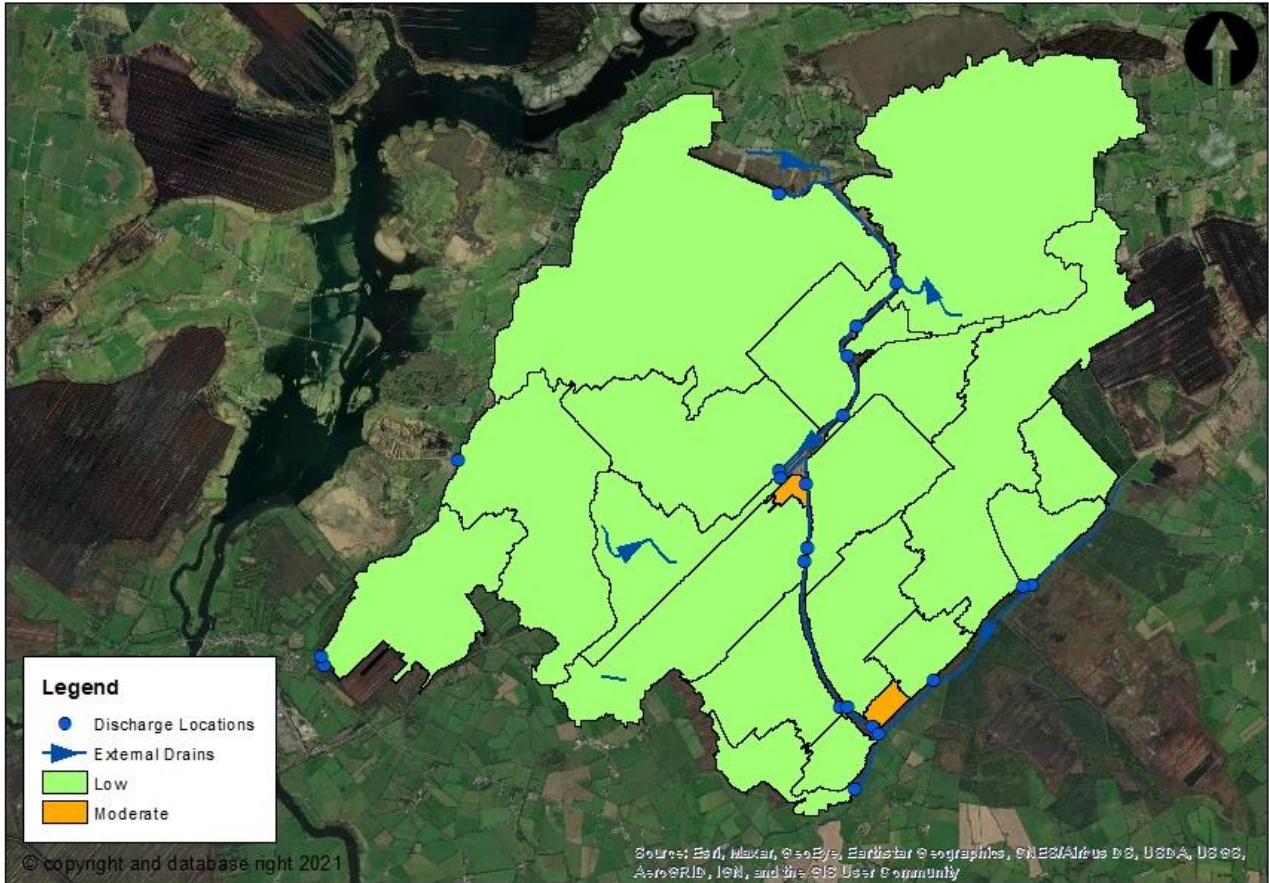 Legend
Discharge Locations
External Drains
Low
Moderate
© copyright and database right 2021
Source: Esri, Maxar, GeoEye, Earthstar Geographics, CNES/Airbus DS, USDA, USGS,
AeroGRID, IGN, and the GIS User Community